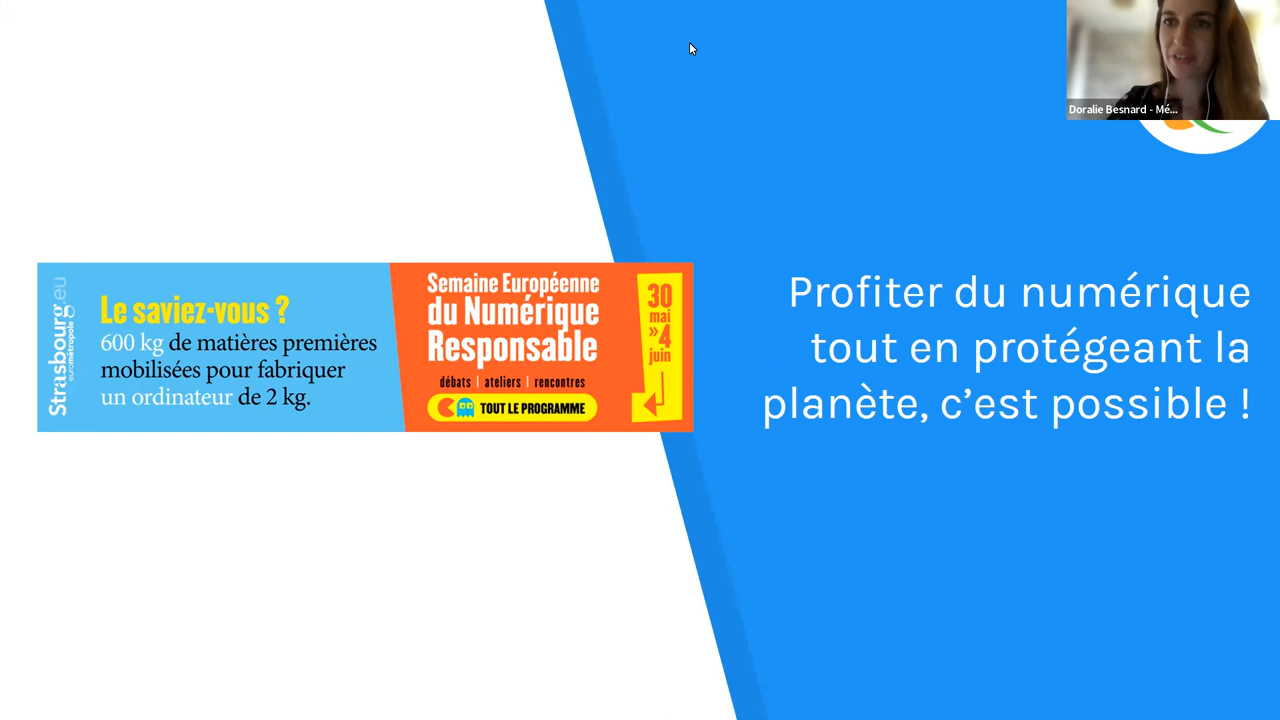 Doralie Besnard - Mé...
Strasbourg.eu
eurométropole
Le saviez-vous ?
600 kg de matières premières
mobilisées pour fabriquer
un ordinateur de 2 kg.
Semaine Européenne
du Numérique
Responsable
débats | ateliers | rencontres
TOUT LE PROGRAMME
30
mai
»4
juin
Profiter du numérique
tout en protégeant la
planète, c’est possible !